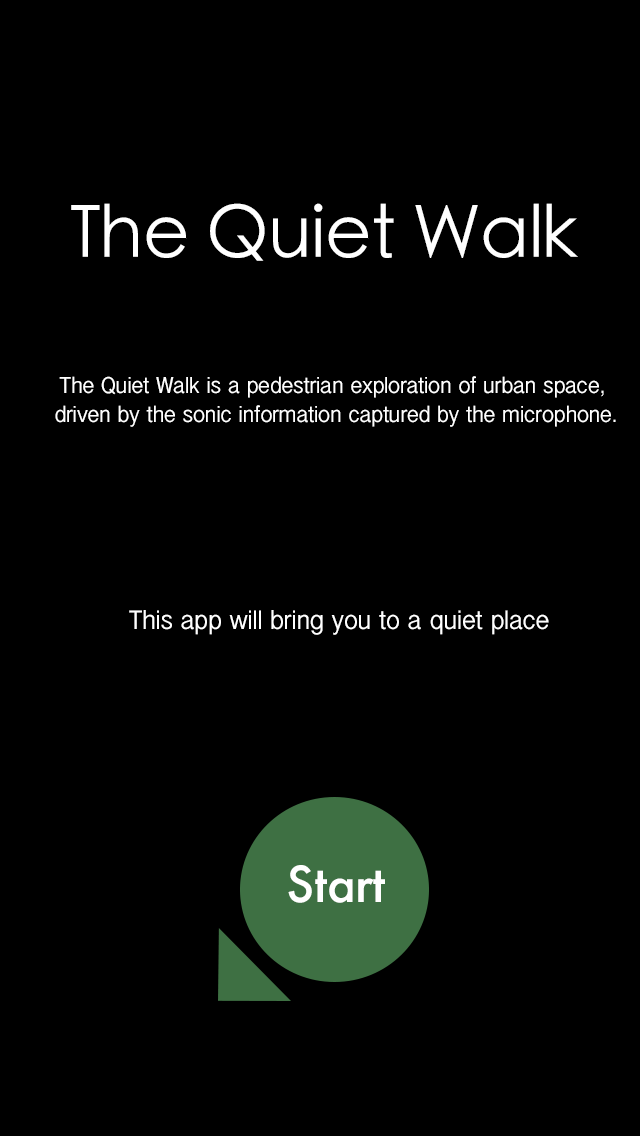 The Quiet Walk
The Quiet Walk is a pedestrian exploration of urban space,
driven by the sonic information captured by the microphone.
This app will bring you to a quiet place
Start